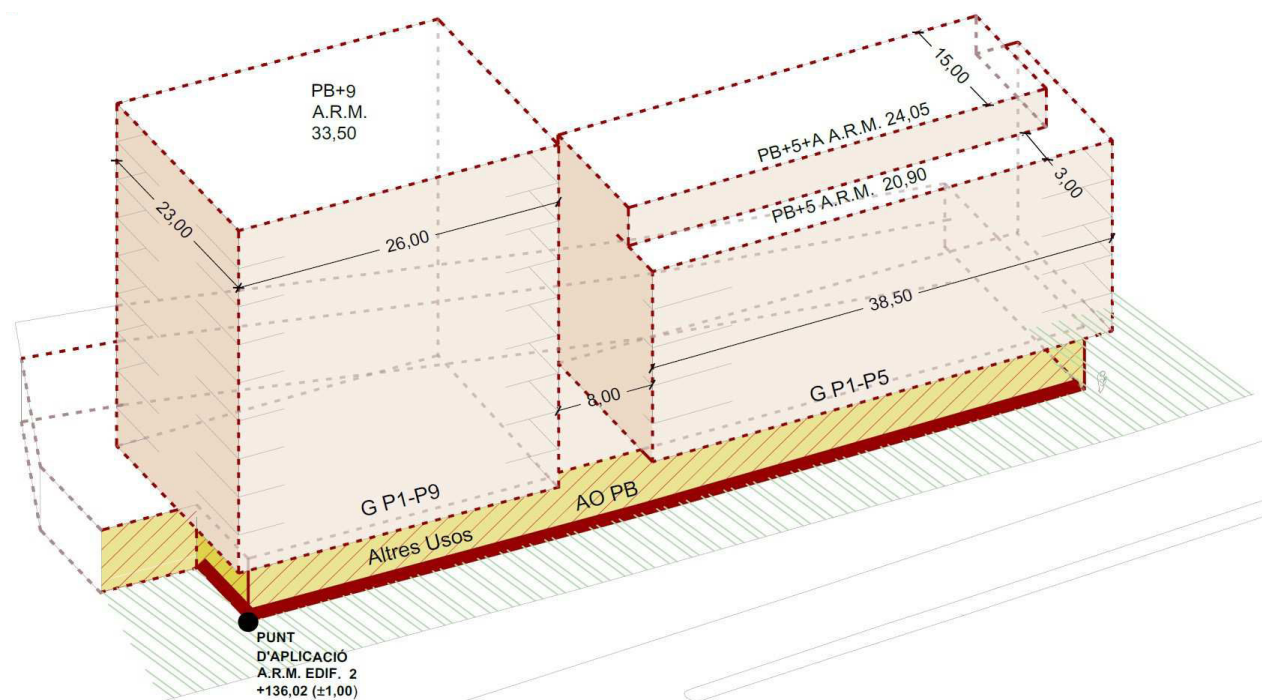 PB+9
A.R.M.
33,50
15,00
PB+5+A A.R.M. 24,05
PB+5 A.R.M. 20,90
3,00
23,00
26,00
38,50
8,00
G P1-P5
G P1-P9
AO PB
Altres Usos
PUNT
D'APLICACIÓ
A.R.M. EDIF. 2
+136,02 (±1,00)